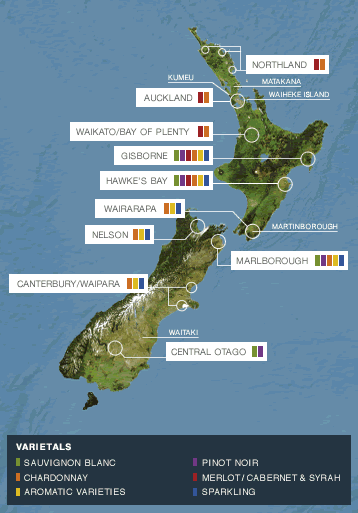 NORTHLAND
KUMEU
MATAKANA
WAIHEKE ISLAND
AUCKLAND
WAIKATO/BAY OF PLENTY
GISBORNE
HAWKE'S BAY
WAIRARAPA
MARTINBOROUGH
NELSON
MARLBOROUGH
CANTERBURY/WAIPARA
WAITAKI
CENTRAL OTAGO
VARIETALS
SAUVIGNON BLANC
PINOT NOIR
CHARDONNAY
MERLOT/CABERNET & SYRAH
AROMATIC VARIETIES
SPARKLING